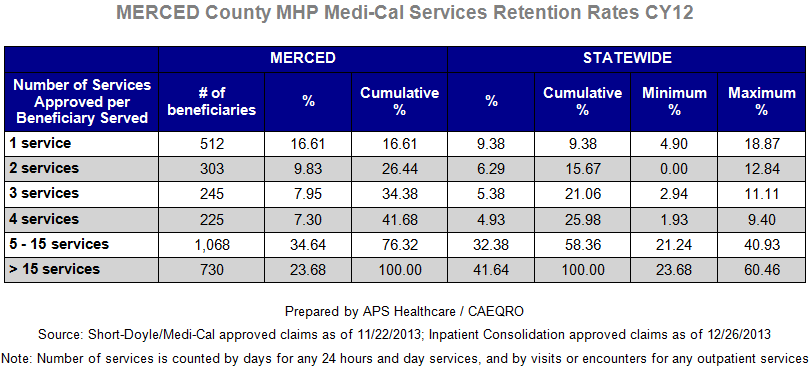 MERCED County MHP Medi-Cal Services Retention Rates CY12
MERCED STATEWIDE
Number of Services Approved per Beneficiary Served # of beneficiaries % Cumulative % % Cumulative % Minimum % Maximum %
1 service 512 16.61 16.61 9.38 9.38 4.90 18.87
2 services 303 9.83 26.44 6.29 15.67 0.00 12.84
3 services 245 7.95 34.38 5.38 21.06 2.94 11.11
4 services 225 7.30 41.68 4.93 25.98 1.93 9.40
5 - 15 services 1,068 34.64 76.32 32.38 58.36 21.24 40.93
> 15 services 730 23.68 100.00 41.64 100.00 23.68 60.46
Prepared by APS Healthcare / CAEQRO
Source: Short-Doyle/Medi-Cal approved claims as of 11/22/2013; Inpatient Consolidation approved claims as of 12/26/2013
Note: Number of services is counted by days for any 24 hours and day services, and by visits or encounters for any outpatient services